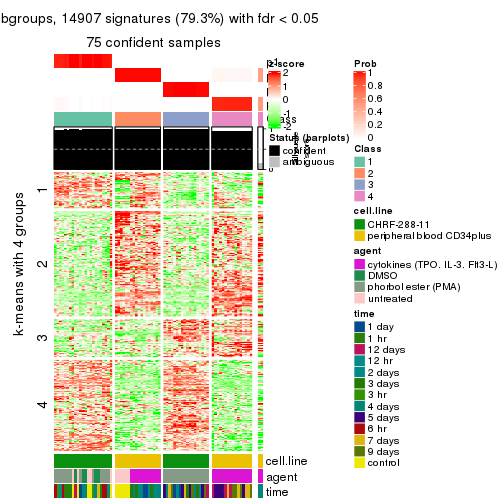 bgroups, 14907 signatures (79.3%) with fdr < 0.05
75 confident samples
z-score
2
1
0
-1
-2
Status (barplots)
confident
ambiguous
Prob
1
0.8
0.6
0.4
0.2
0
Class
1
2
3
4
cell.line
CHRF-288-11
peripheral blood CD34plus
agent
cytokines (TPO, IL-3, Flt3-L)
DMSO
phorbol ester (PMA)
untreated
time
1 day
1 hr
12 days
12 hr
2 days
3 days
3 hr
4 days
5 days
6 hr
7 days
9 days
control
k-means with 4 groups
1
2
3
4
cell.line
agent
time